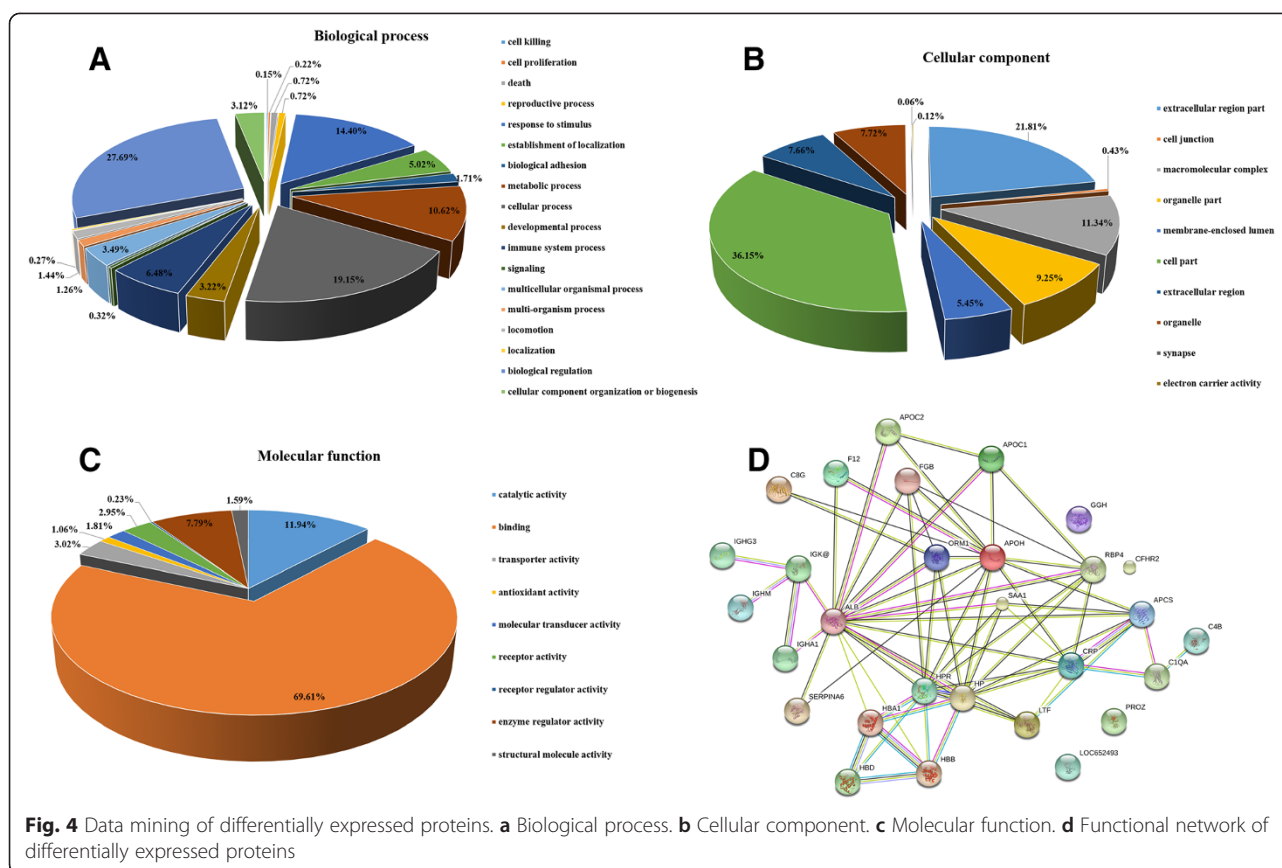 A
Biological process
0.15%
0.22%
0.72%
0.72%
3.12%
14.40%
27.69%
5.02%
1.71%
10.62%
3.49%
0.27%
1.44%
1.26%
6.48%
19.15%
3.22%
0.32%
cell killing
cell proliferation
death
reproductive process
response to stimulus
establishment of localization
biological adhesion
metabolic process
cellular process
developmental process
immune system process
signaling
multicellular organismal process
multi-organism process
locomotion
localization
biological regulation
cellular component organization or biogenesis
B
Cellular component
0.06%
0.12%
7.72%
21.81%
7.66%
0.43%
11.34%
36.15%
9.25%
5.45%
extracellular region part
cell junction
macromolecular complex
organelle part
membrane-enclosed lumen
cell part
extracellular region
organelle
synapse
electron carrier activity
C
Molecular function
0.23%
1.59%
2.95%
7.79%
11.94%
1.06%
1.81%
3.02%
69.61%
catalytic activity
binding
transporter activity
antioxidant activity
molecular transducer activity
receptor activity
receptor regulator activity
enzyme regulator activity
structural molecule activity
D
APOC2
APOC1
F12
FGB
C8G
GGH
ORM1
APOH
IGHG3
IGK@
RBP4
CFHR2
IGHM
SAA1
ALB
APCS
C4B
IGHA1
CRP
C1QA
HPR
HP
SERPINA6
HBA1
LTF
PROZ
LOC652493
HBD
HBB
Fig. 4 Data mining of differentially expressed proteins. a Biological process. b Cellular component. c Molecular function. d Functional network of
differentially expressed proteins